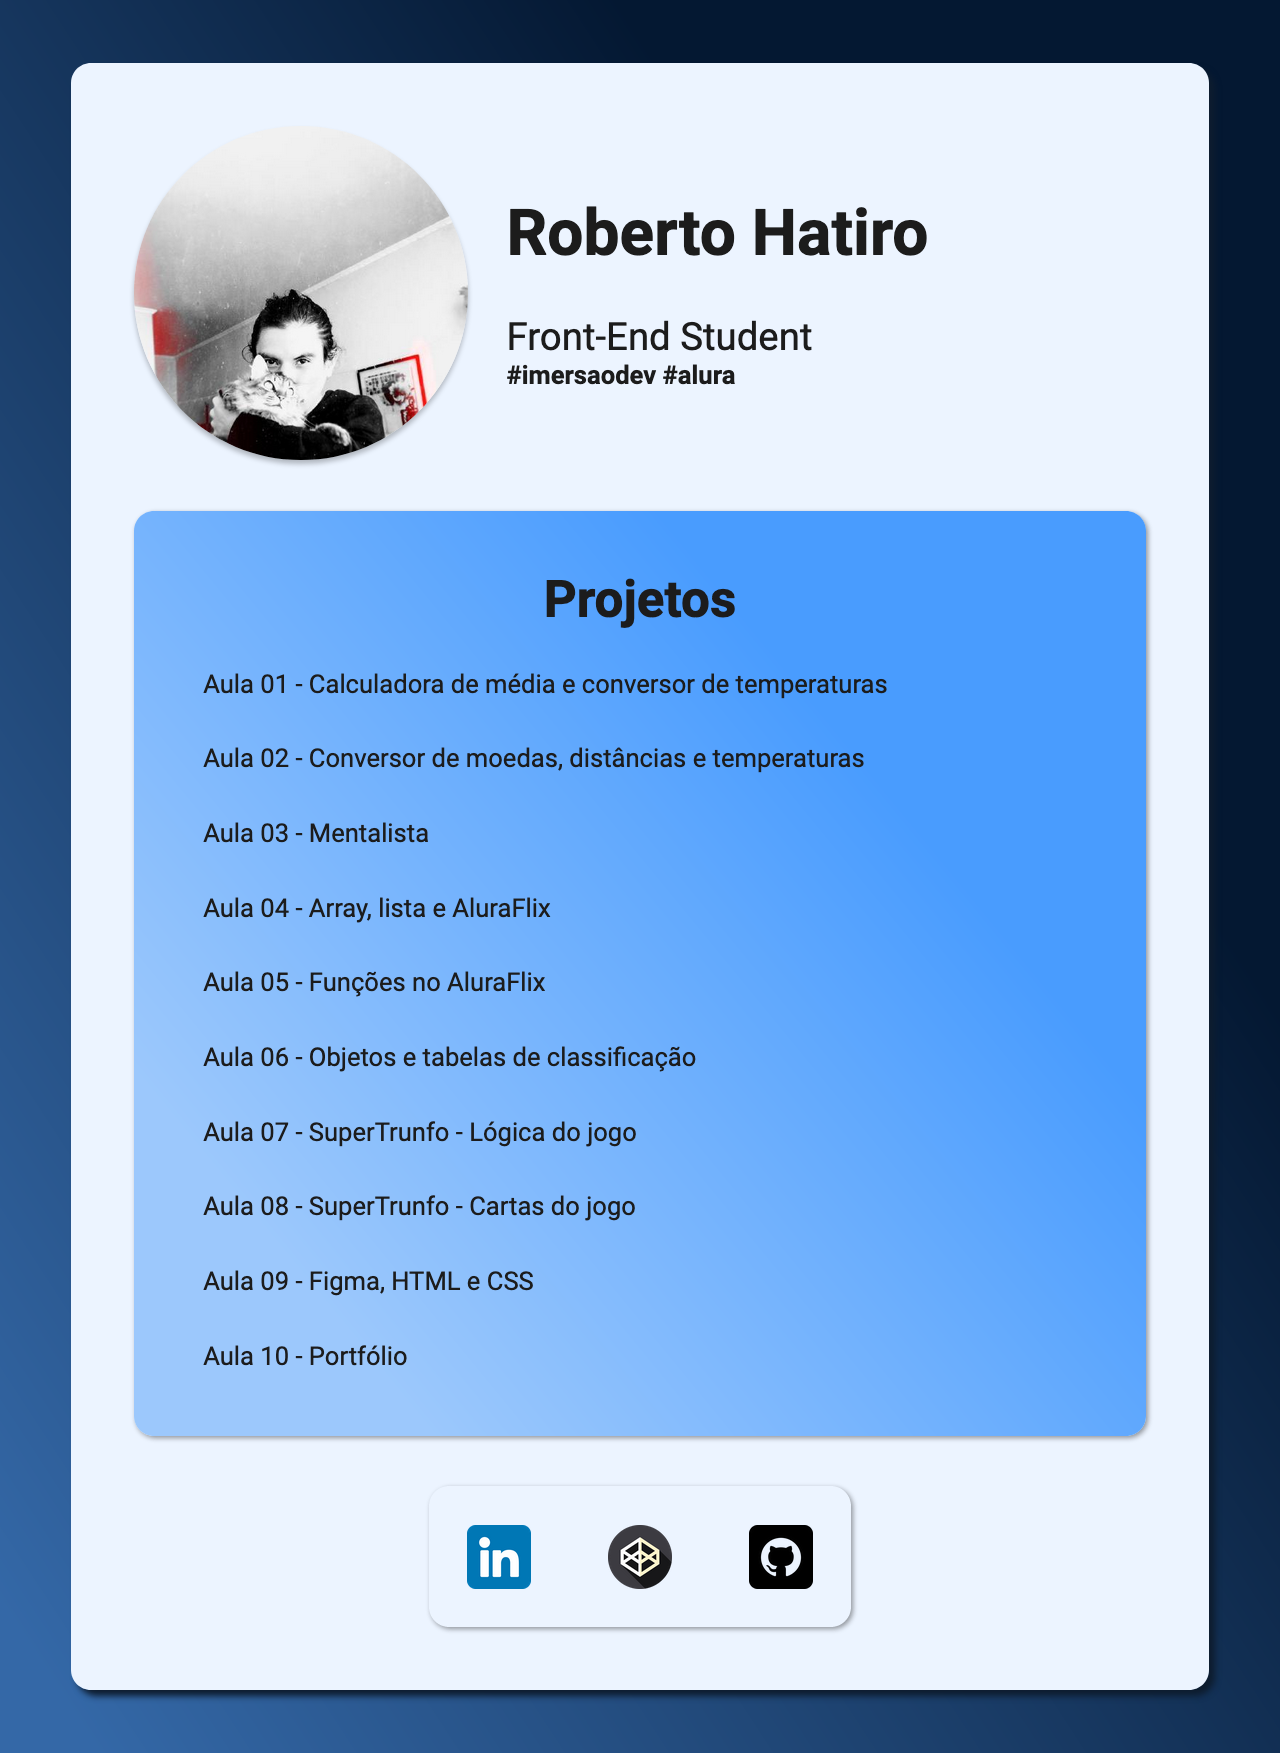 Roberto Hatiro
Front-End Student
#imersaodev #alura
Projetos
Aula 01 - Calculadora de média e conversor de temperaturas
Aula 02 - Conversor de moedas, distâncias e temperaturas
Aula 03 - Mentalista
Aula 04 - Array, lista e AluraFlix
Aula 05 - Funções no AluraFlix
Aula 06 - Objetos e tabelas de classificação
Aula 07 - SuperTrunfo - Lógica do jogo
Aula 08 - SuperTrunfo - Cartas do jogo
Aula 09 - Figma, HTML e CSS
Aula 10 - Portfólio
in